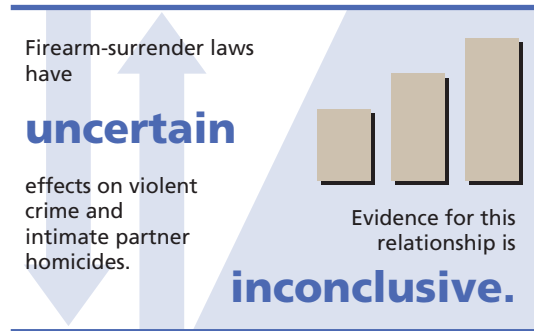 Firearm-surrender laws
have
uncertain
effects on violent
crime and
intimate partner
homicides.
Evidence for this
relationship is
inconclusive.